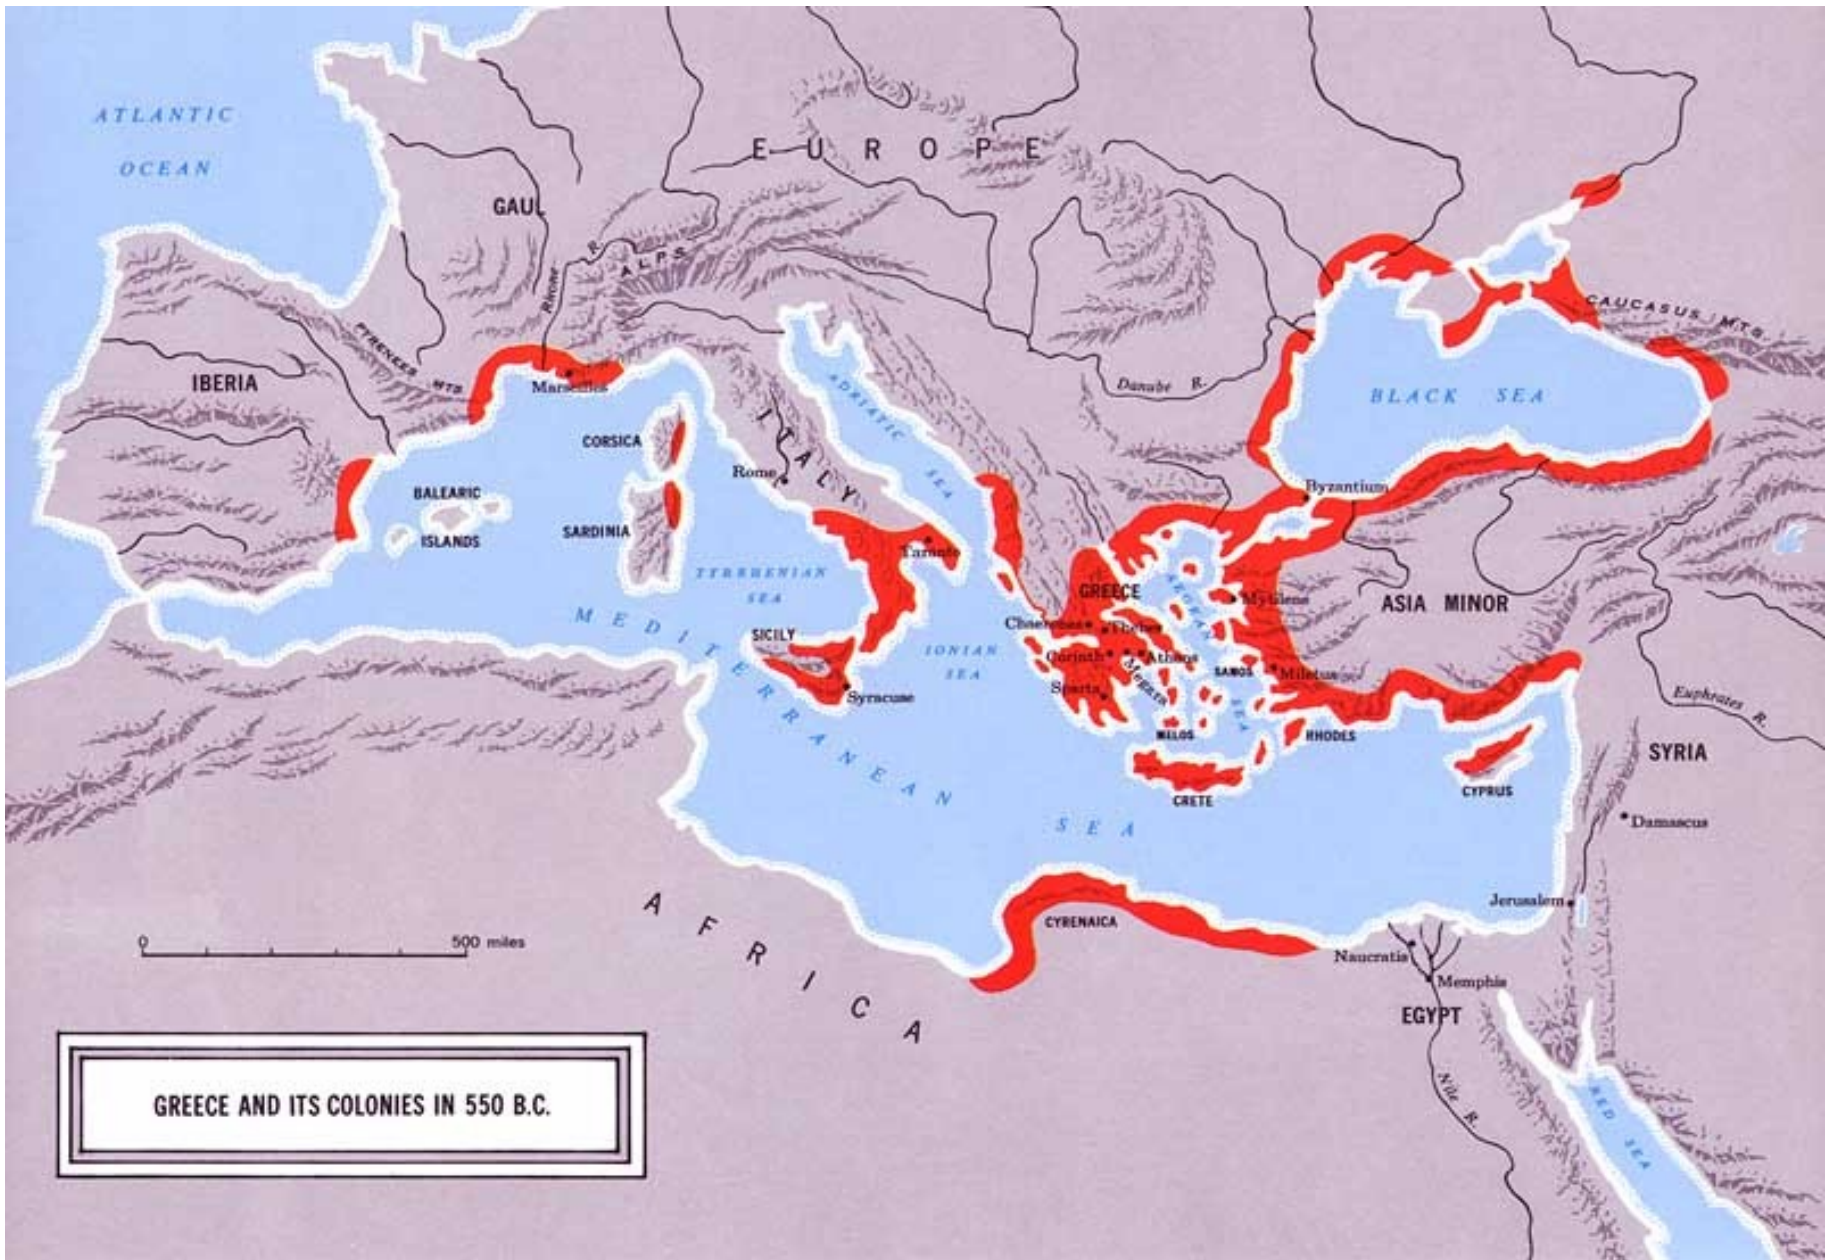 ATLANTIC
OCEAN
EUROPE
GAUL
RHONE R.
ALPS
CAUCASUS MTS.
PYRENEES MTS.
IBERIA
Marseilles
Danube R.
BLACK SEA
ADRIATIC SEA
ITALY
CORSICA
Rome
BALEARIC
ISLANDS
SARDINIA
Byzantium
Taranto
TYRRHENIAN
SEA
GREECE
AEGEAN SEA
Mytilene
ASIA MINOR
Chaeronea
Thebes
SICILY
IONIAN
SEA
Corinth
Megara
Athens
SAMOS
Miletus
Sparta
Syracuse
MELOS
RHODES
Euphrates R.
SYRIA
MEDITERRANEAN SEA
CRETE
CYPRUS
Damascus
Jerusalem
AFRICA
CYRENAICA
0 500 miles
Naucratis
Memphis
EGYPT
Nile R.
RED SEA
GREECE AND ITS COLONIES IN 550 B.C.